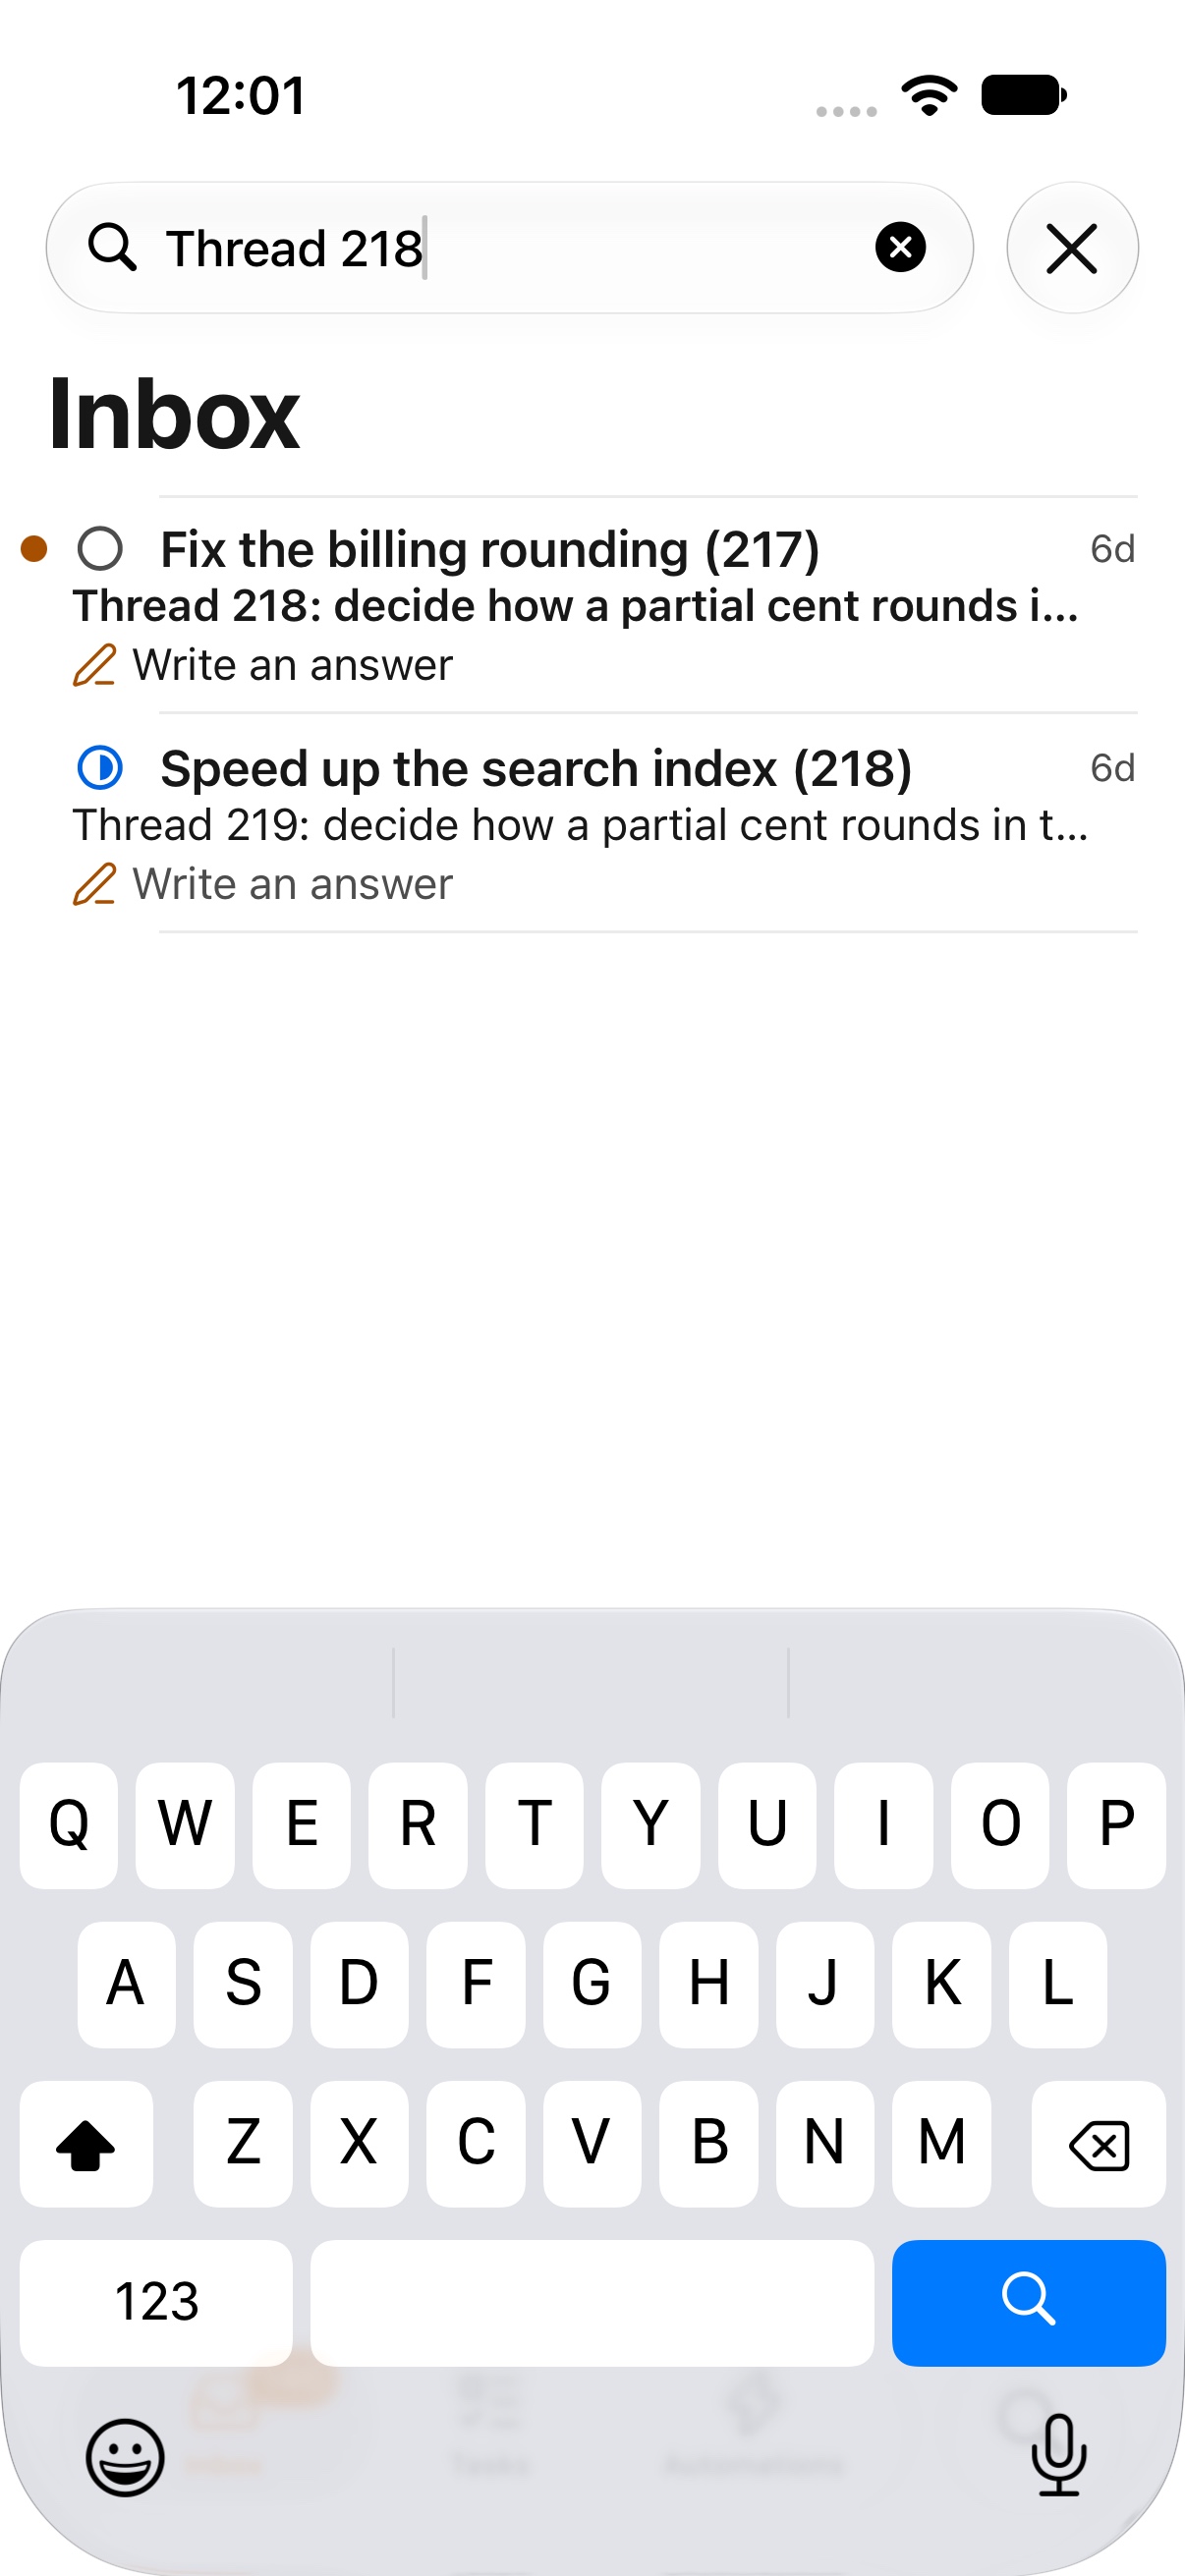 12:01
Thread 218
Inbox
Fix the billing rounding (217) 6d
Thread 218: decide how a partial cent rounds i...
Write an answer
Speed up the search index (218) 6d
Thread 219: decide how a partial cent rounds in t...
Write an answer
Q W E R T Y U I O P
A S D F G H J K L
Z X C V B N M
123
Tasks Automations